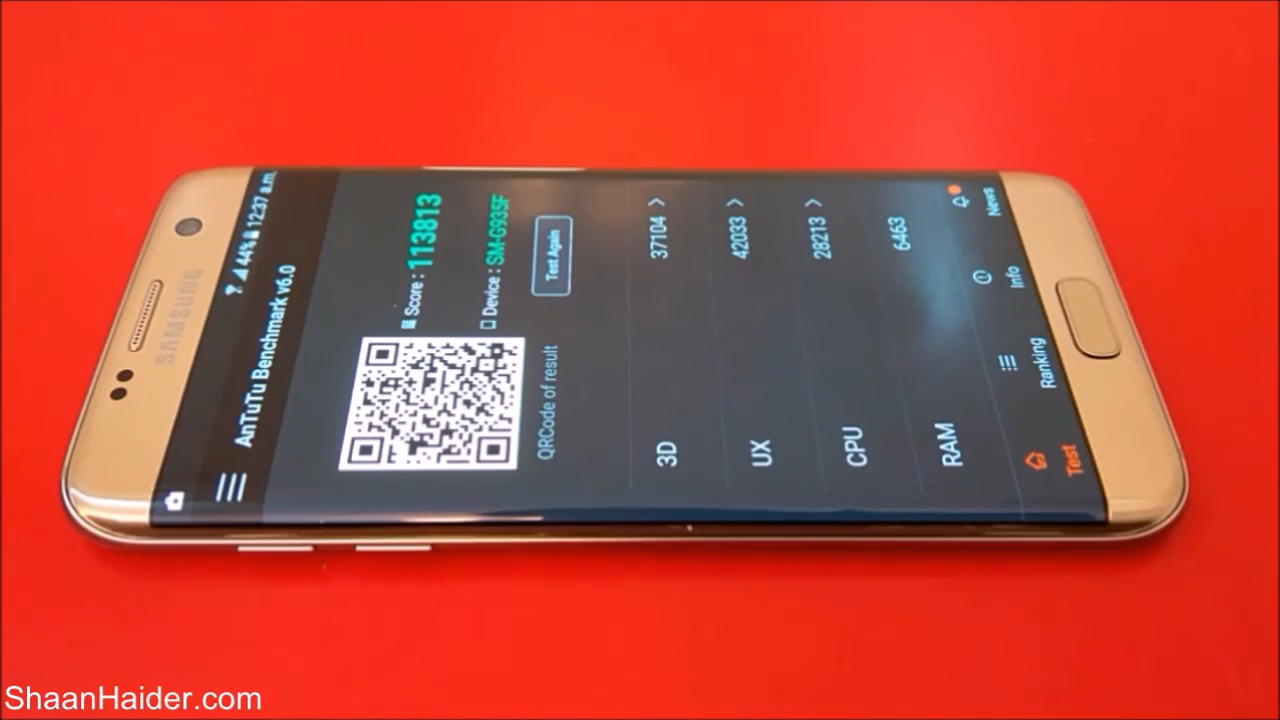 SAMSUNG
44% 12:37 a.m.
AnTuTu Benchmark v6.0
Score : 113813
Device : SM-G935F
Test Again
QRCode of result
3D 37104
UX 42033
CPU 28213
RAM 6463
Test Ranking Info News
ShaanHaider.com